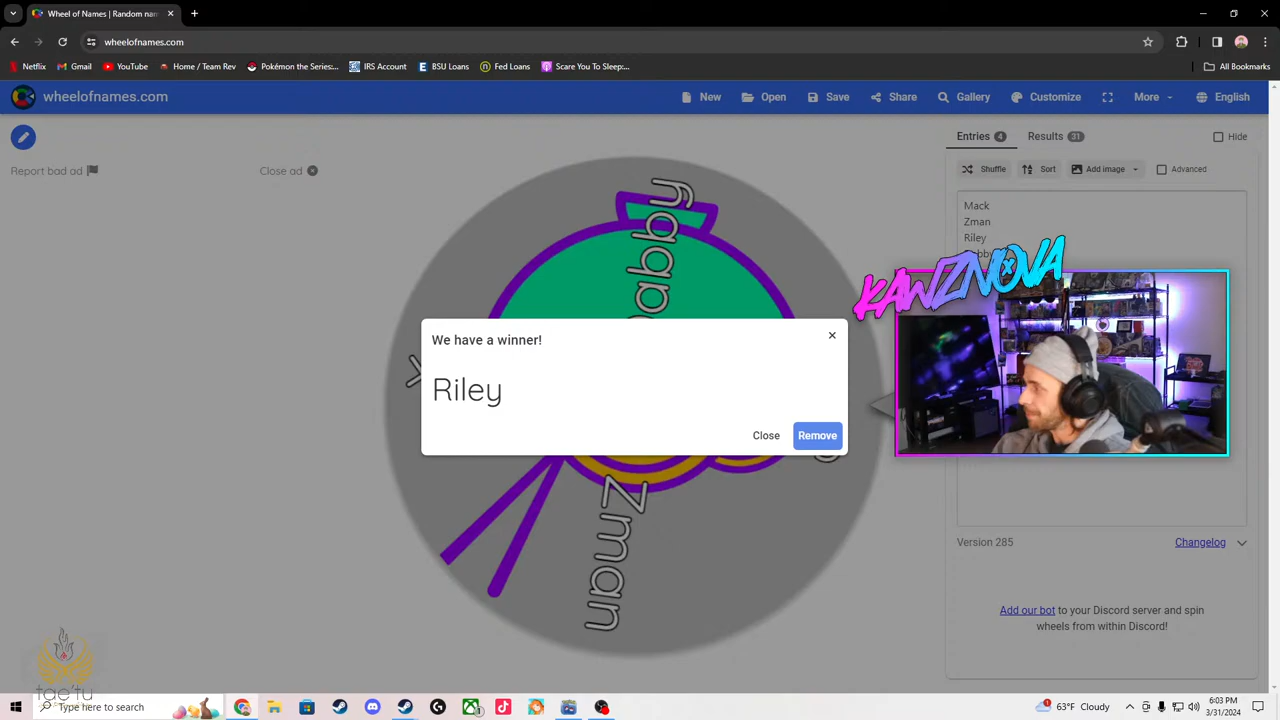 Wheel of Names | Random nam
wheelofnames.com
Netflix
Gmail
YouTube
Home / Team Rev
Pokémon the Series:...
IRS Account
BSU Loans
Fed Loans
Scare You To Sleep:...
All Bookmarks
wheelofnames.com
New
Open
Save
Share
Gallery
Customize
More
English
Report bad ad
Close ad
Entries 4
Results 21
Hide
Shuffle
Sort
Add image
Advanced
Mack
Zman
Riley
KAWZNOVA
We have a winner!
Riley
Close
Remove
Zman
Version 285
Changelog
Add our bot to your Discord server and spin
wheels from within Discord!
tae'tu
Type here to search
63°F Cloudy
6:03 PM
3/31/2024